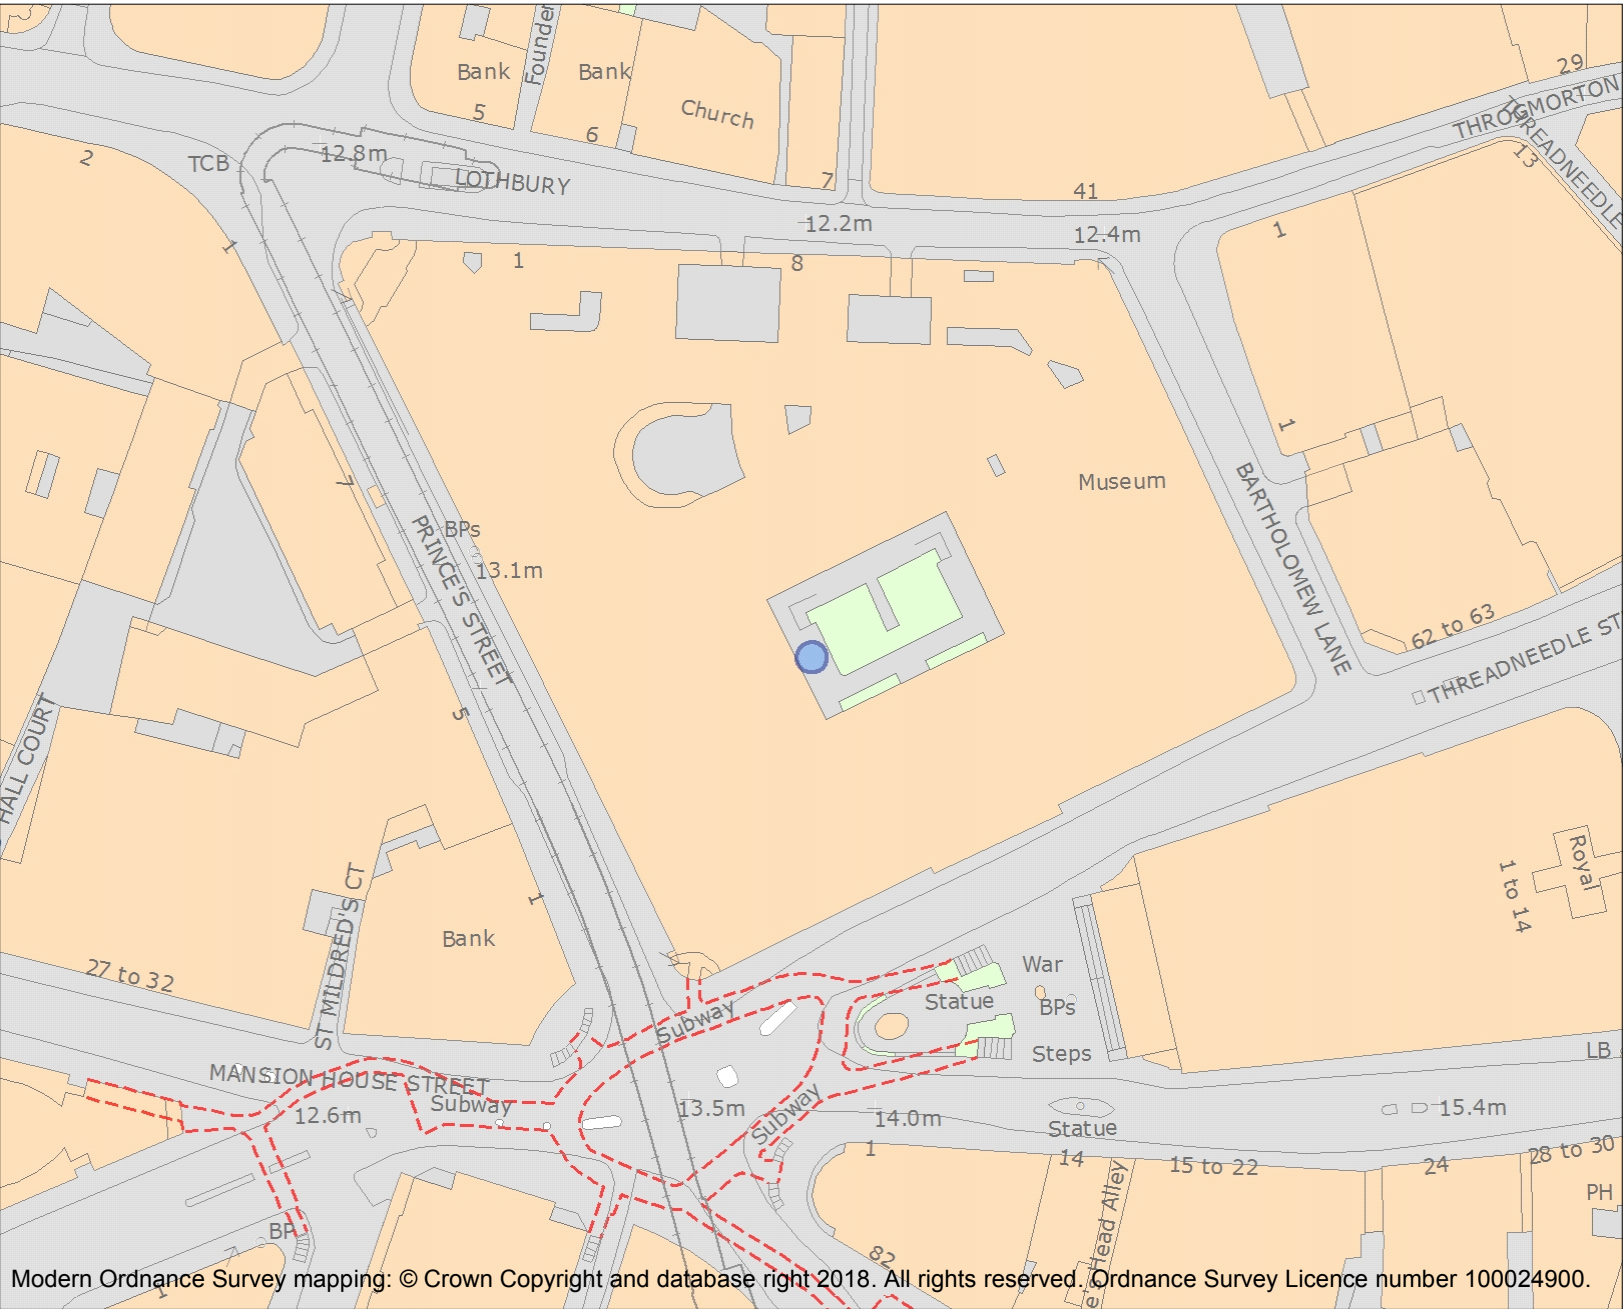 Founder
Bank
Bank
5
6
Church
29
THROGMORTON
THREADNEEDLE
13
2
TCB
12.8m
LOTHBURY
7
41
12.2m
12.4m
1
1
1
8
1
7
Museum
BPs
13.1m
PRINCE'S STREET
BARTHOLOMEW LANE
62 to 63
THREADNEEDLE ST
5
HALL COURT
Royal
1 to 14
1
ST MILDRED'S CT
Bank
27 to 32
War
Statue
BPs
Subway
Steps
LB
MANSION HOUSE STREET
Subway
12.6m
13.5m
Subway
14.0m
Statue
15.4m
1
14
15 to 22
24
28 to 30
PH
e's Head Alley
BP
82
1
Modern Ordnance Survey mapping: © Crown Copyright and database right 2018. All rights reserved. Ordnance Survey Licence number 100024900.